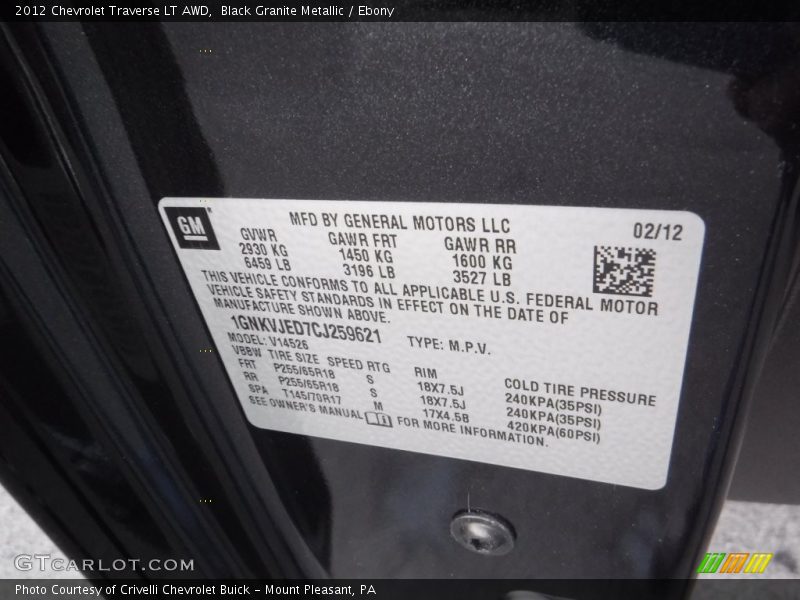 2012 Chevrolet Traverse LT AWD, Black Granite Metallic / Ebony
GM
MFD BY GENERAL MOTORS LLC
02/12
GVWR GAWR FRT GAWR RR
2930 KG 1450 KG 1600 KG
6459 LB 3196 LB 3527 LB
THIS VEHICLE CONFORMS TO ALL APPLICABLE U.S. FEDERAL MOTOR
VEHICLE SAFETY STANDARDS IN EFFECT ON THE DATE OF
MANUFACTURE SHOWN ABOVE.
1GNKVJED7CJ259621 TYPE: M.P.V.
MODEL: V14526
VBBW TIRE SIZE SPEED RTG RIM COLD TIRE PRESSURE
FRT P255/65R18 S 18X7.5J 240KPA(35PSI)
RR P255/65R18 S 18X7.5J 240KPA(35PSI)
SPA T145/70R17 M 17X4.5B 420KPA(60PSI)
SEE OWNER'S MANUAL FOR MORE INFORMATION.
GTCARLOT.COM
Photo Courtesy of Crivelli Chevrolet Buick - Mount Pleasant, PA